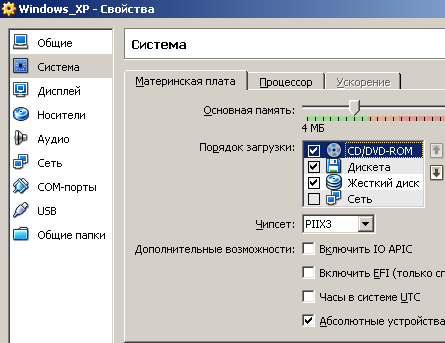 Windows_XP - Свойства
Общие
Система
Дисплей
Носители
Аудио
Сеть
COM-порты
USB
Общие папки
Система
Материнская плата Процессор Ускорение
Основная память:
4 МБ
Порядок загрузки:
CD/DVD-ROM
Дискета
Жесткий диск
Сеть
Чипсет: PIIX3
Дополнительные возможности: Включить IO APIC
Включить EFI (только сп
Часы в системе UTC
Абсолютные устройства